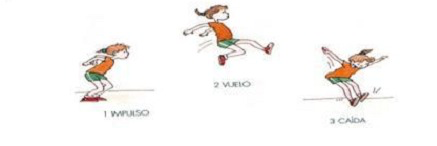 1 IMPULSO
2 VUELO
3 CAÍDA